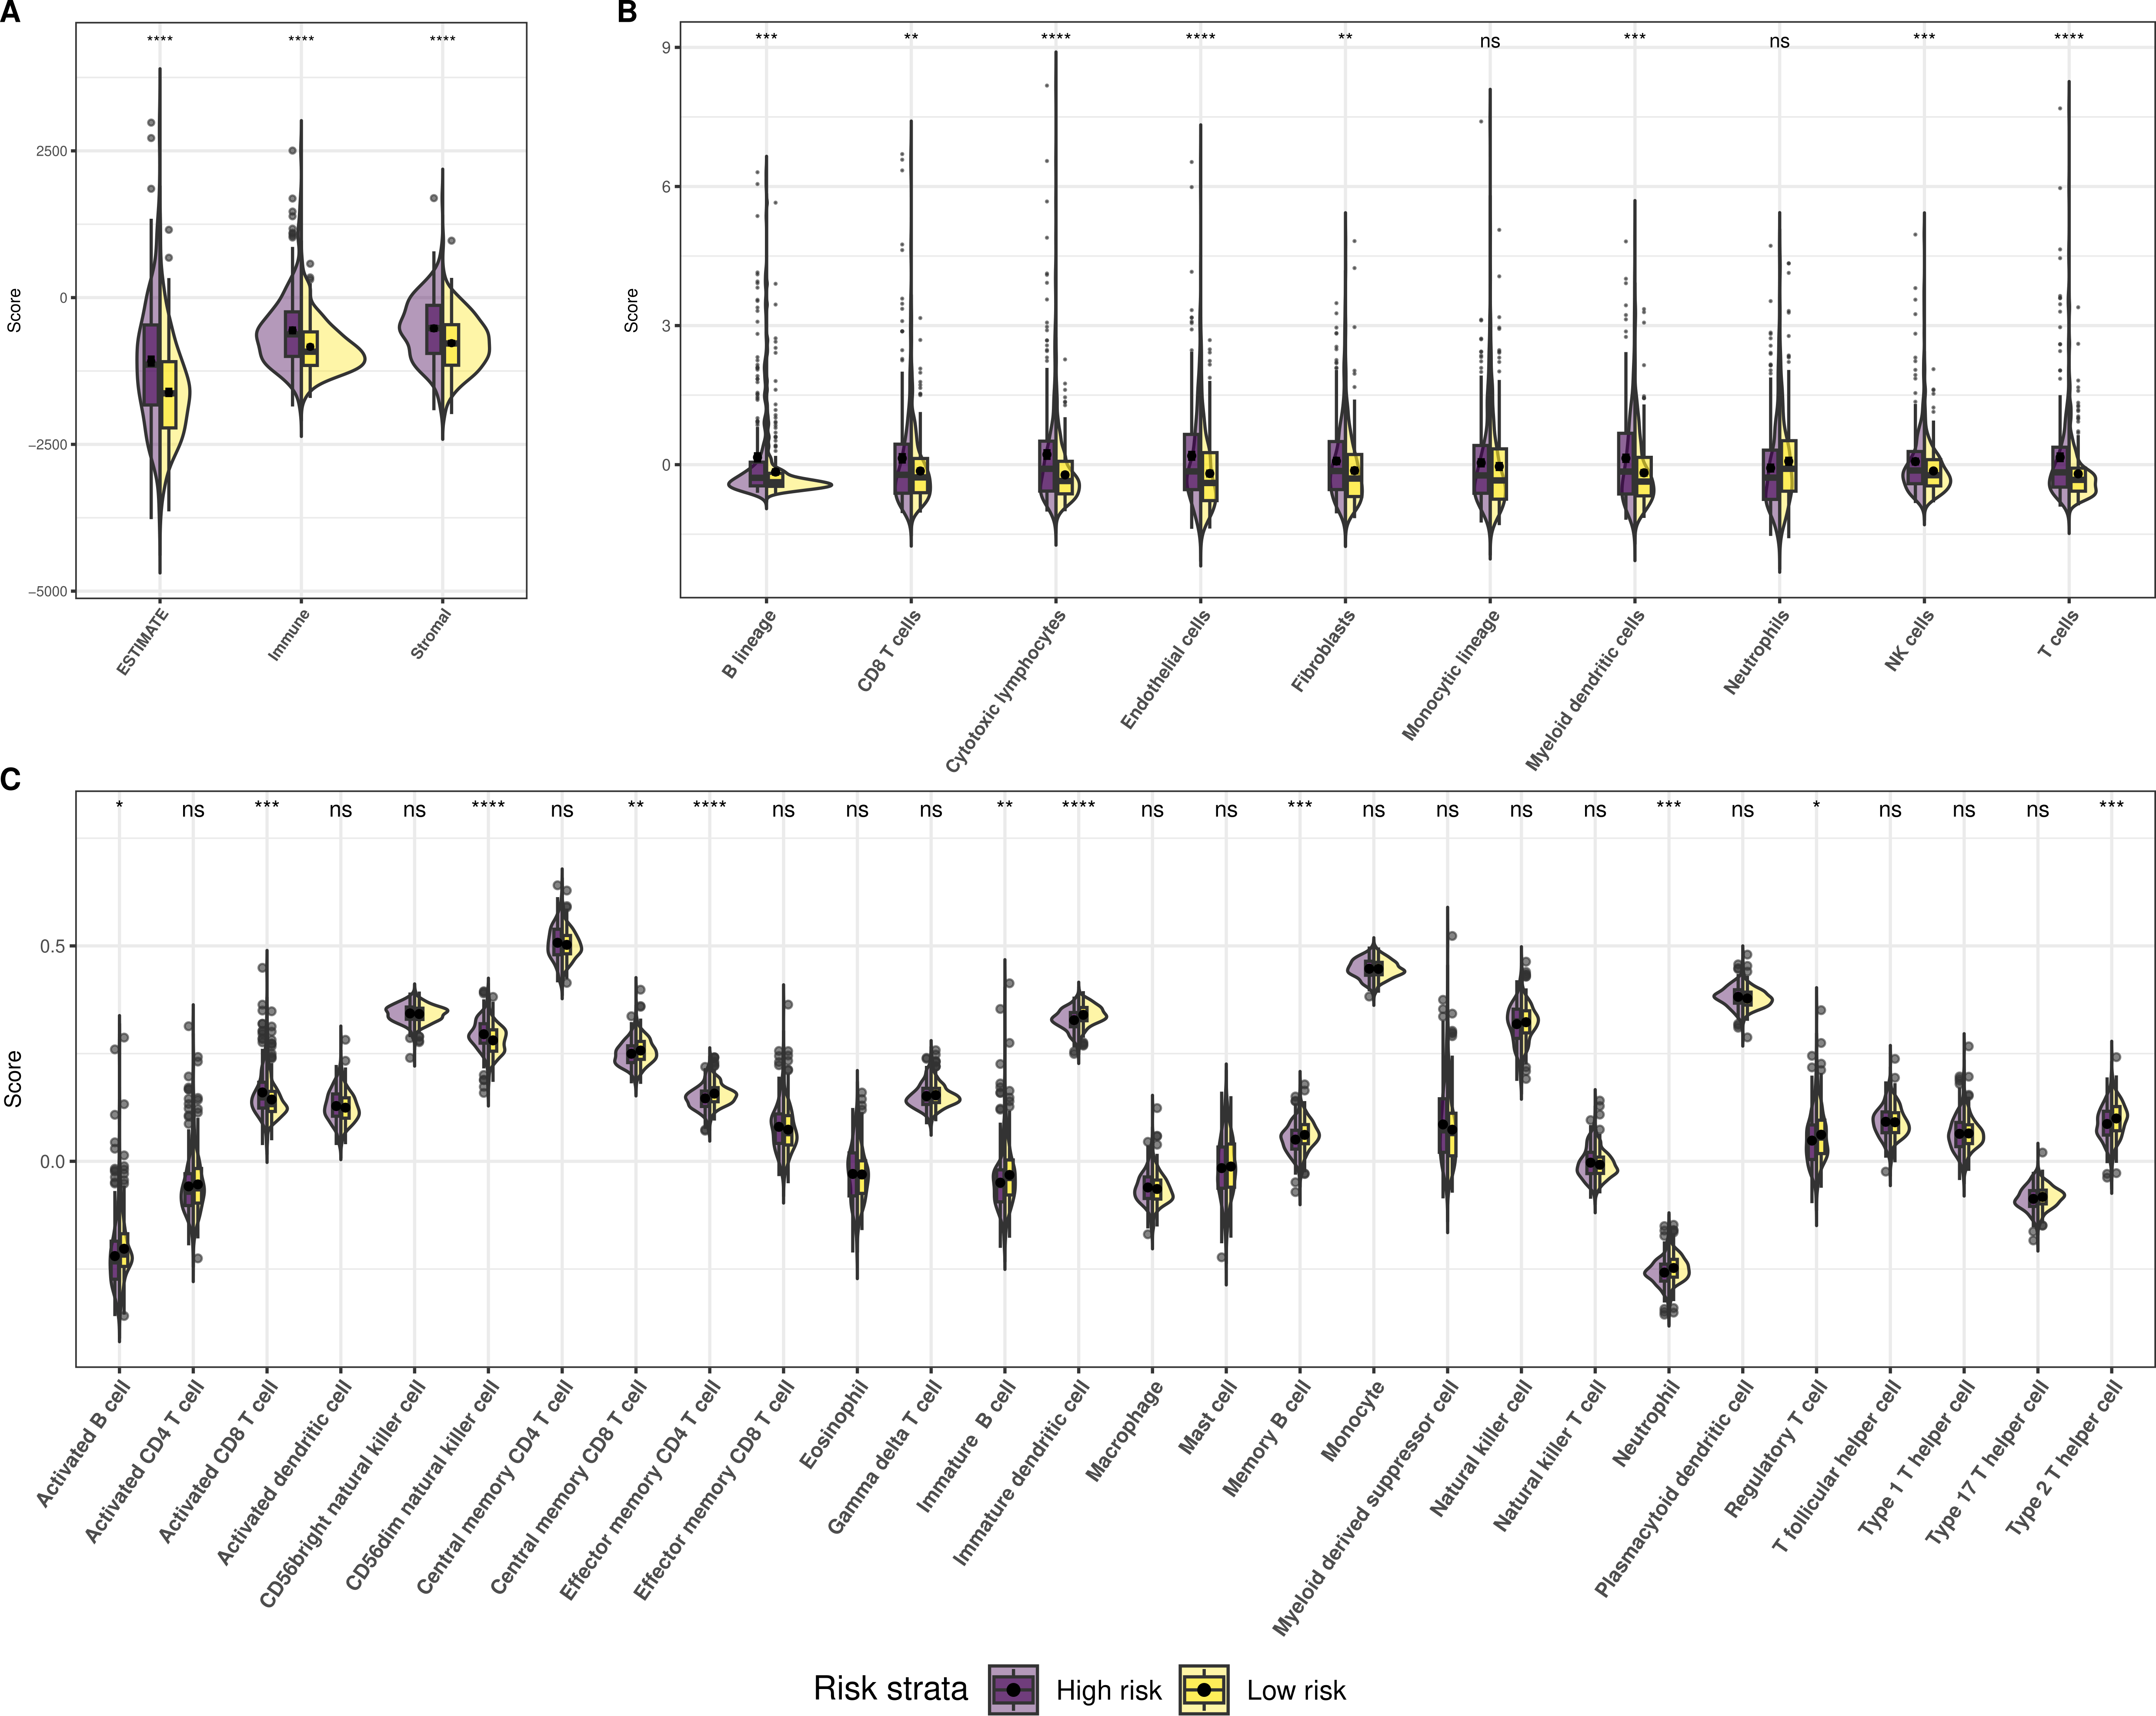 A
**** **** ****
Score
2500
0
−2500
−5000
ESTIMATE
Immune
Stromal
B
*** ** **** **** ** ns *** ns *** ****
Score
9
6
3
0
B lineage
CD8 T cells
Cytotoxic lymphocytes
Endothelial cells
Fibroblasts
Monocytic lineage
Myeloid dendritic cells
Neutrophils
NK cells
T cells
C
* ns *** ns ns **** ns ** **** ns ns ns ** **** ns ns *** ns ns ns ns *** ns * ns ns ns ***
Score
0.5
0.0
Activated B cell
Activated CD4 T cell
Activated CD8 T cell
Activated dendritic cell
CD56bright natural killer cell
CD56dim natural killer cell
Central memory CD4 T cell
Central memory CD8 T cell
Effector memory CD4 T cell
Effector memory CD8 T cell
Eosinophil
Gamma delta T cell
Immature  B cell
Immature dendritic cell
Macrophage
Mast cell
Memory B cell
Monocyte
Myeloid derived suppressor cell
Natural killer cell
Natural killer T cell
Neutrophil
Plasmacytoid dendritic cell
Regulatory T cell
T follicular helper cell
Type 1 T helper cell
Type 17 T helper cell
Type 2 T helper cell
Risk strata High risk Low risk